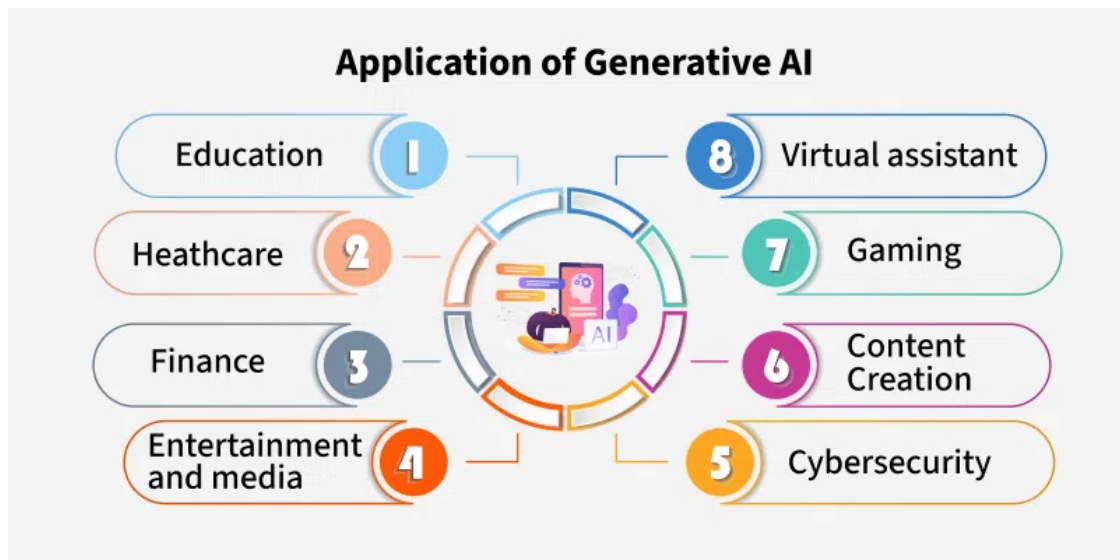 Application of Generative AI
Education
1
Heathcare
2
Finance
3
Entertainment
and media
4
5
Cybersecurity
6
Content
Creation
7
Gaming
8
Virtual assistant
AI